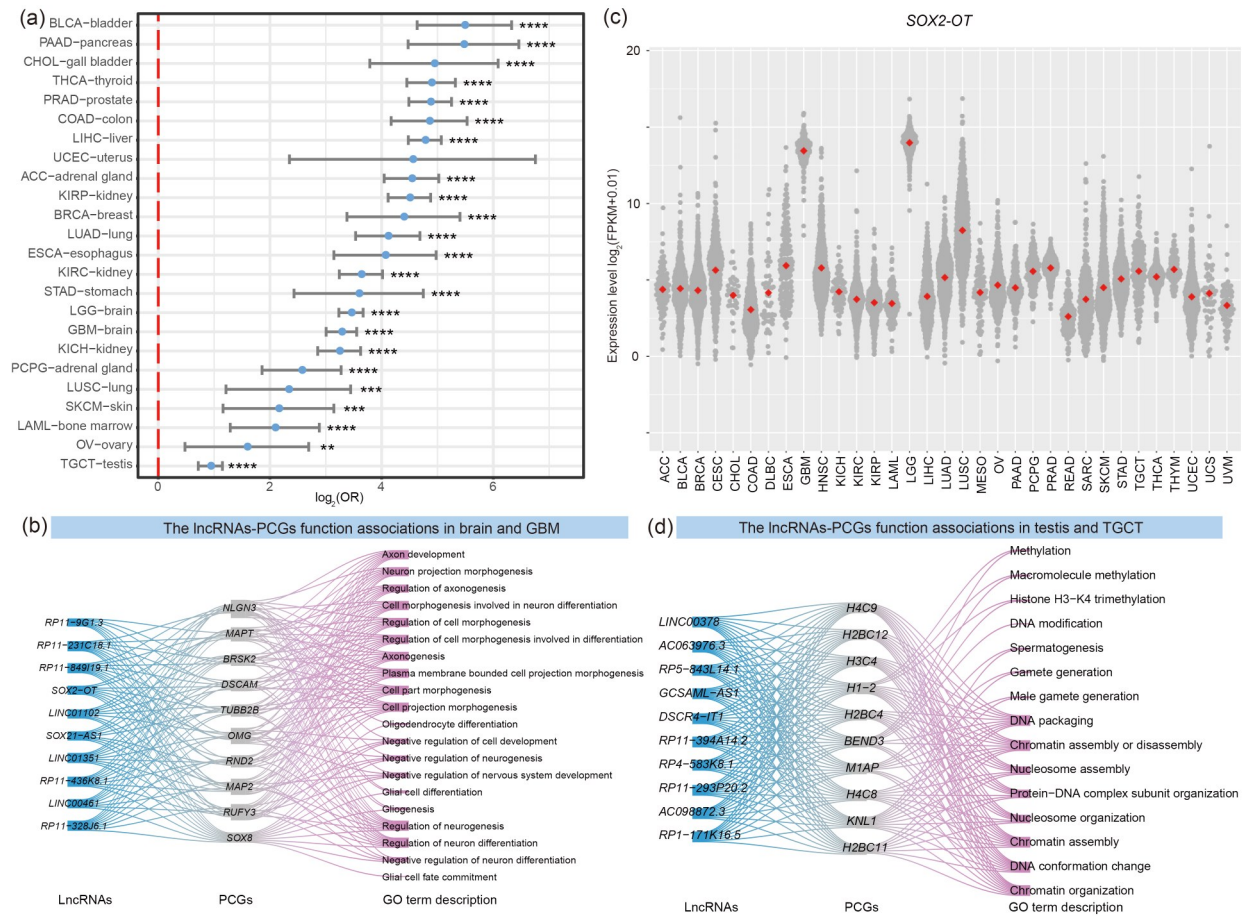 (a)
BLCA−bladder
****
PAAD−pancreas
****
CHOL−gall bladder
****
THCA−thyroid
****
PRAD−prostate
****
COAD−colon
****
LIHC−liver
****
UCEC−uterus
ACC−adrenal gland
****
KIRP−kidney
****
BRCA−breast
****
LUAD−lung
****
ESCA−esophagus
****
KIRC−kidney
****
STAD−stomach
****
LGG−brain
****
GBM−brain
****
KICH−kidney
****
PCPG−adrenal gland
****
LUSC−lung
***
SKCM−skin
***
LAML−bone marrow
****
OV−ovary
**
TGCT−testis
****
0 2 4 6
log2(OR)
(c)
SOX2-OT
Expression level log2(FPKM+0.01)
20
10
0
ACC
BLCA
BRCA
CESC
CHOL
COAD
DLBC
ESCA
GBM
HNSC
KICH
KIRC
KIRP
LAML
LGG
LIHC
LUAD
LUSC
MESO
OV
PAAD
PCPG
PRAD
READ
SARC
SKCM
STAD
TGCT
THCA
THYM
UCEC
UCS
UVM
(b)
The lncRNAs-PCGs function associations in brain and GBM
RP11−9G1.3
RP11−231C18.1
RP11−849I19.1
SOX2−OT
LINC01102
SOX21−AS1
LINC01351
RP11−436K8.1
LINC00461
RP11−328J6.1
NLGN3
MAPT
BRSK2
DSCAM
TUBB2B
OMG
RND2
MAP2
RUFY3
SOX8
Axon development
Neuron projection morphogenesis
Regulation of axonogenesis
Cell morphogenesis involved in neuron differentiation
Regulation of cell morphogenesis
Regulation of cell morphogenesis involved in differentiation
Axonogenesis
Plasma membrane bounded cell projection morphogenesis
Cell part morphogenesis
Cell projection morphogenesis
Oligodendrocyte differentiation
Negative regulation of cell development
Negative regulation of neurogenesis
Negative regulation of nervous system development
Glial cell differentiation
Gliogenesis
Regulation of neurogenesis
Regulation of neuron differentiation
Negative regulation of neuron differentiation
Glial cell fate commitment
LncRNAs
PCGs
GO term description
(d)
The lncRNAs-PCGs function associations in testis and TGCT
LINC00378
AC063976.3
RP5−843L14.1
GCSAML−AS1
DSCR4−IT1
RP11−394A14.2
RP4−583K8.1
RP11−293P20.2
AC098872.3
RP1−171K16.5
H4C9
H2BC12
H3C4
H1−2
H2BC4
BEND3
M1AP
H4C8
KNL1
H2BC11
Methylation
Macromolecule methylation
Histone H3−K4 trimethylation
DNA modification
Spermatogenesis
Gamete generation
Male gamete generation
DNA packaging
Chromatin assembly or disassembly
Nucleosome assembly
Protein−DNA complex subunit organization
Nucleosome organization
Chromatin assembly
DNA conformation change
Chromatin organization
LncRNAs
PCGs
GO term description